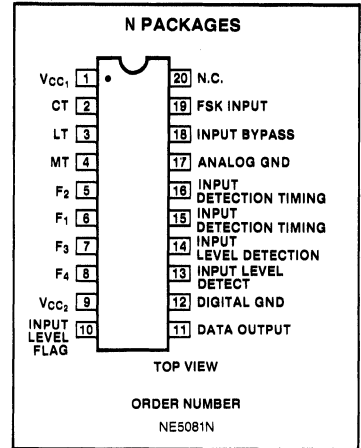 N PACKAGES
VCC1 1 20 N.C.
CT 2 19 FSK INPUT
LT 3 18 INPUT BYPASS
MT 4 17 ANALOG GND
F2 5 16 INPUT DETECTION TIMING
F1 6 15 INPUT DETECTION TIMING
F3 7 14 INPUT LEVEL DETECTION
F4 8 13 INPUT LEVEL DETECT
VCC2 9 12 DIGITAL GND
INPUT LEVEL FLAG 10 11 DATA OUTPUT
TOP VIEW
ORDER NUMBER
NE5081N